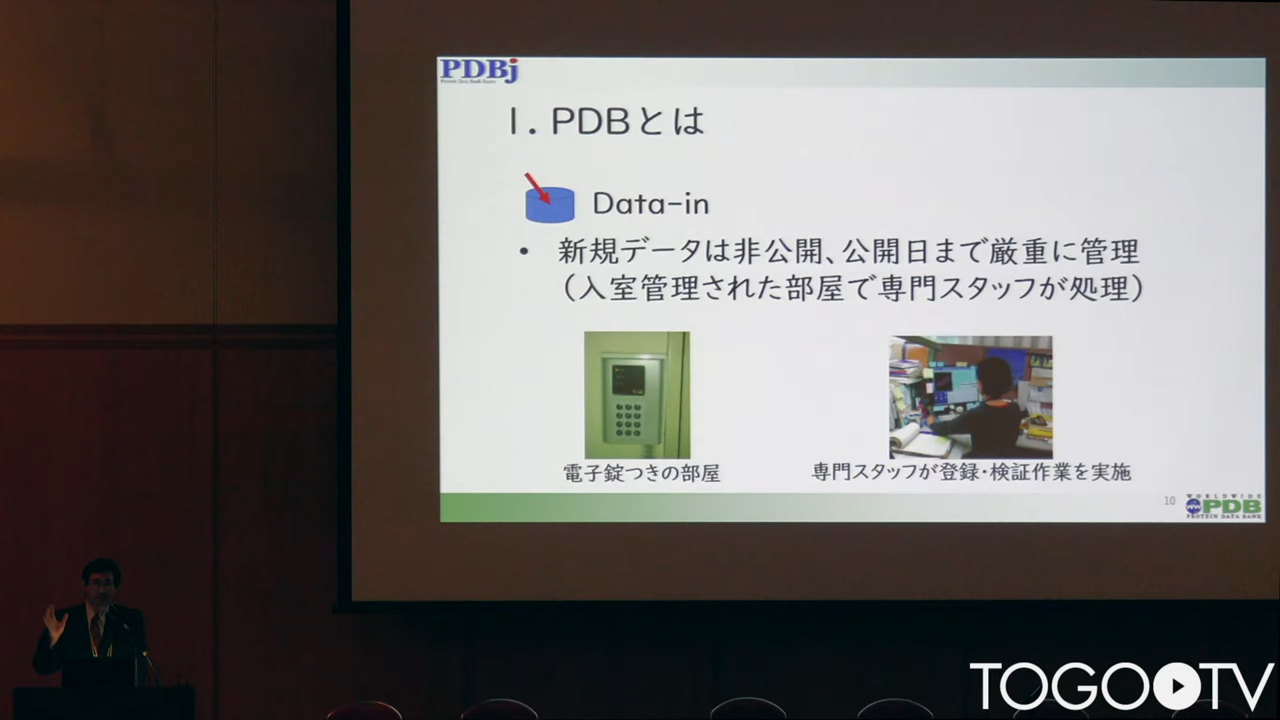 PDBj
Protein Data Bank Japan
1. PDBとは
Data-in
• 新規データは非公開、公開日まで厳重に管理
（入室管理された部屋で専門スタッフが処理）
電子錠つきの部屋
専門スタッフが登録・検証作業を実施
10
WORLDWIDE
PDB
PROTEIN DATA BANK
TOGO TV